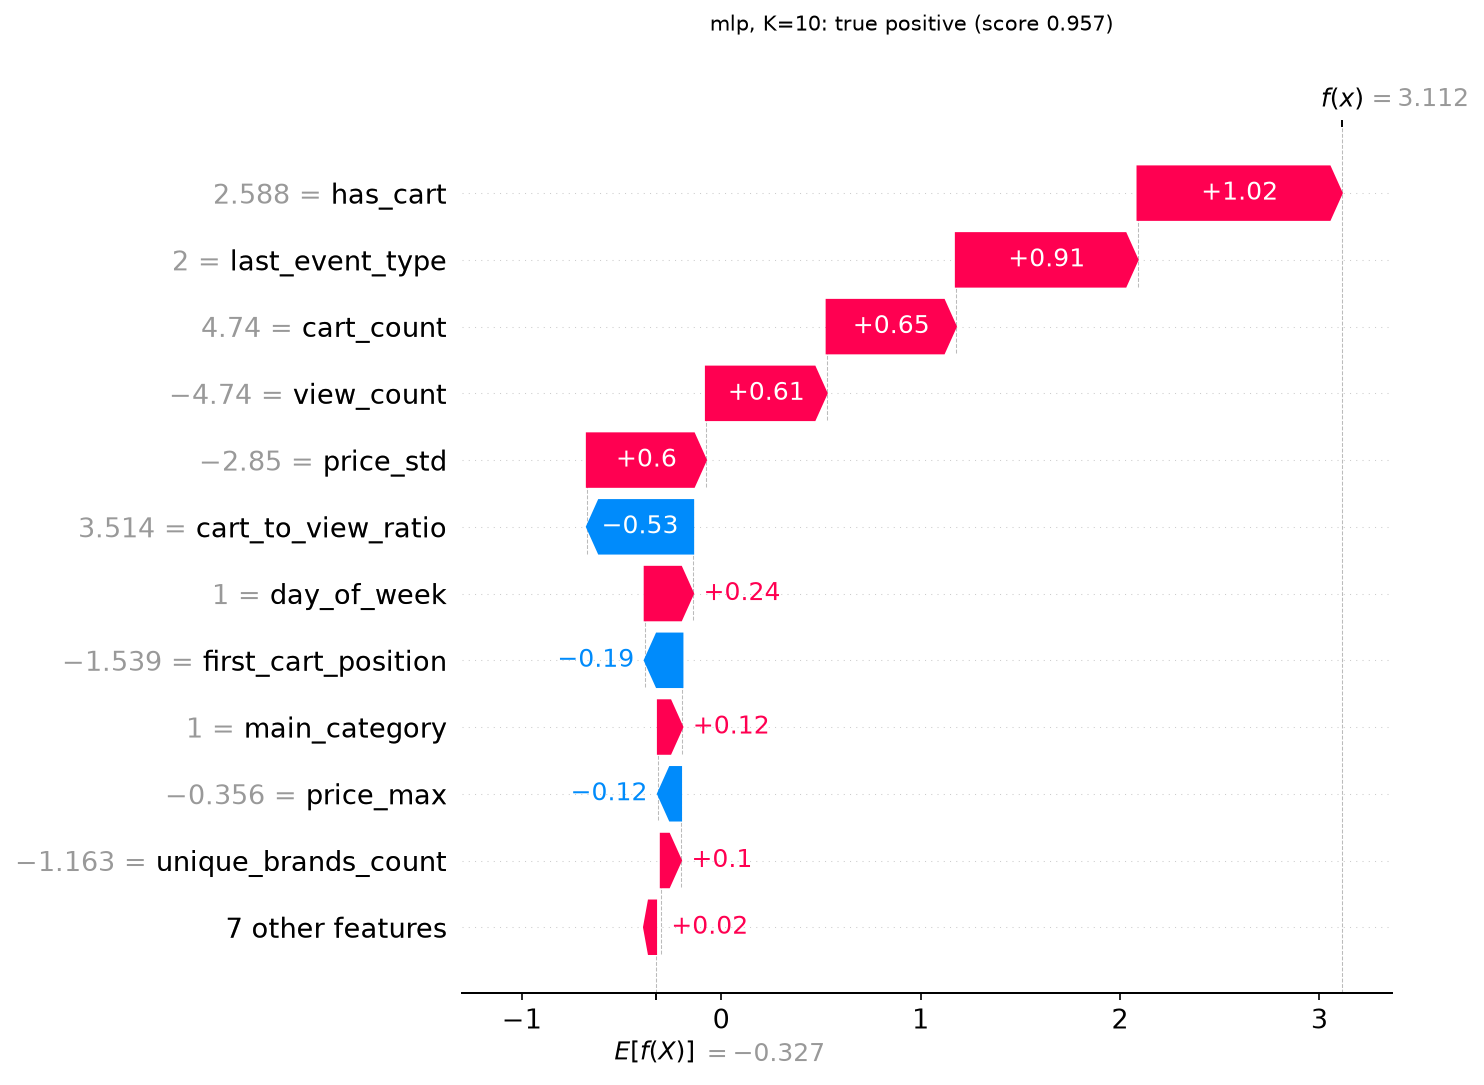 mlp, K=10: true positive (score 0.957)
f(x) = 3.112
2.588 = has_cart +1.02
2 = last_event_type +0.91
4.74 = cart_count +0.65
−4.74 = view_count +0.61
−2.85 = price_std +0.6
3.514 = cart_to_view_ratio −0.53
1 = day_of_week +0.24
−1.539 = first_cart_position −0.19
1 = main_category +0.12
−0.356 = price_max −0.12
−1.163 = unique_brands_count +0.1
7 other features +0.02
−1 0 1 2 3
E[f(X)] = −0.327